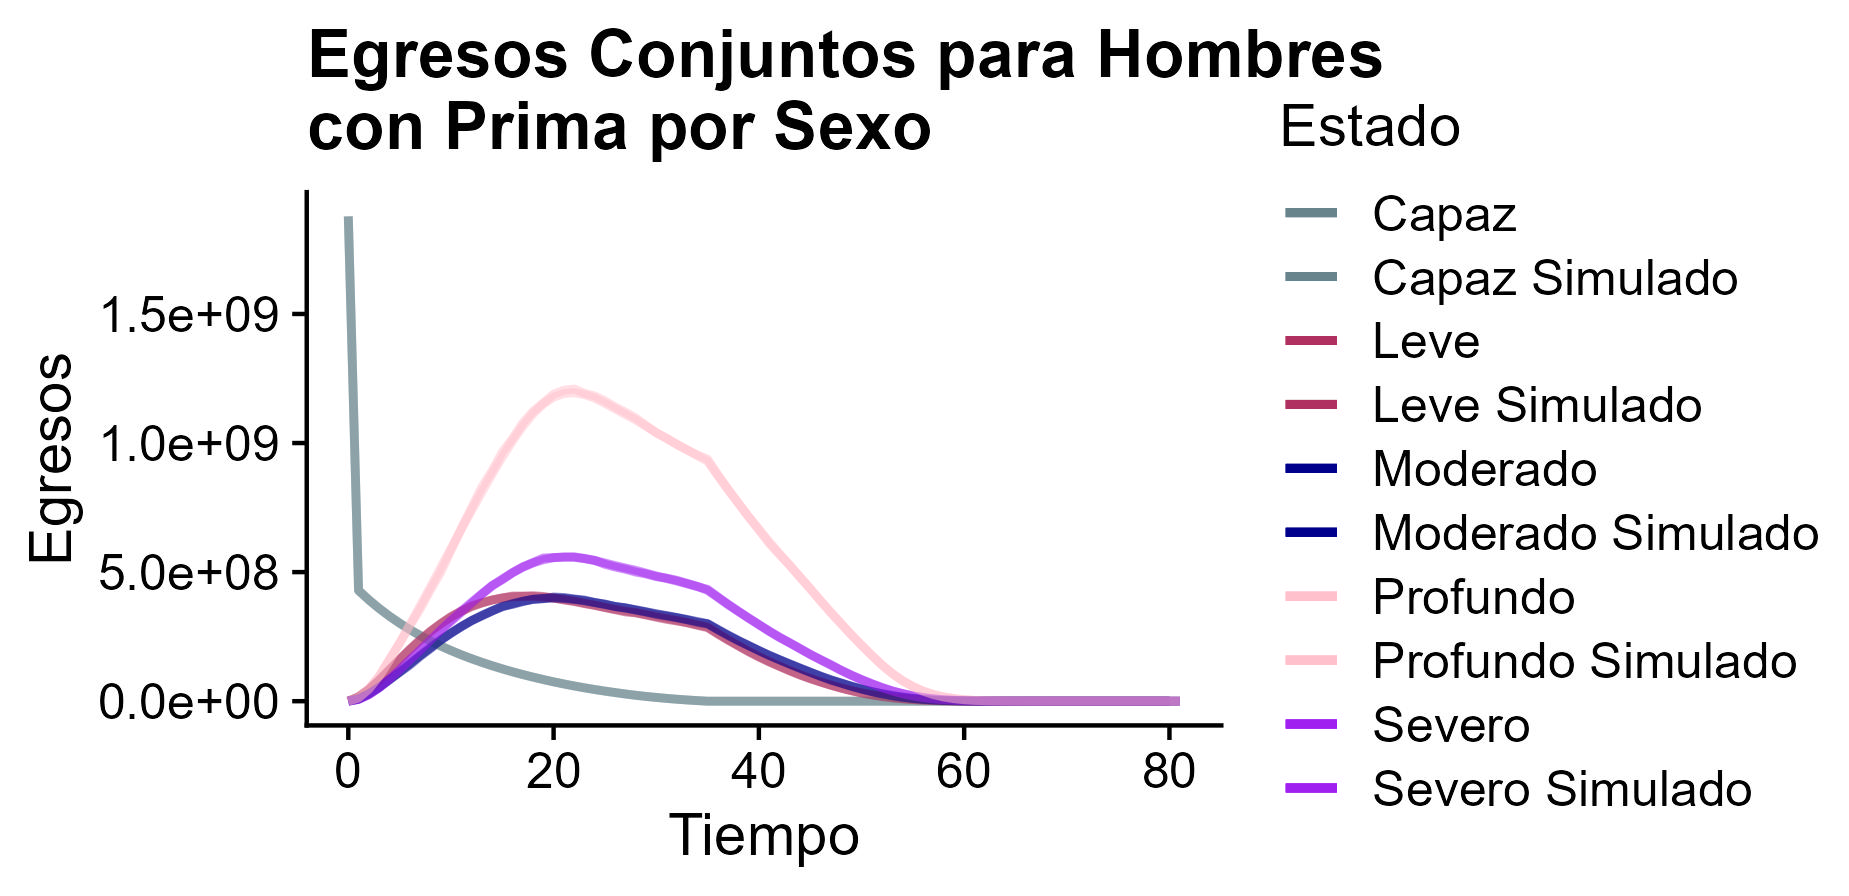 Egresos Conjuntos para Hombres
con Prima por Sexo
Estado
Capaz
Capaz Simulado
Leve
Leve Simulado
Moderado
Moderado Simulado
Profundo
Profundo Simulado
Severo
Severo Simulado
Egresos
1.5e+09
1.0e+09
5.0e+08
0.0e+00
0 20 40 60 80
Tiempo